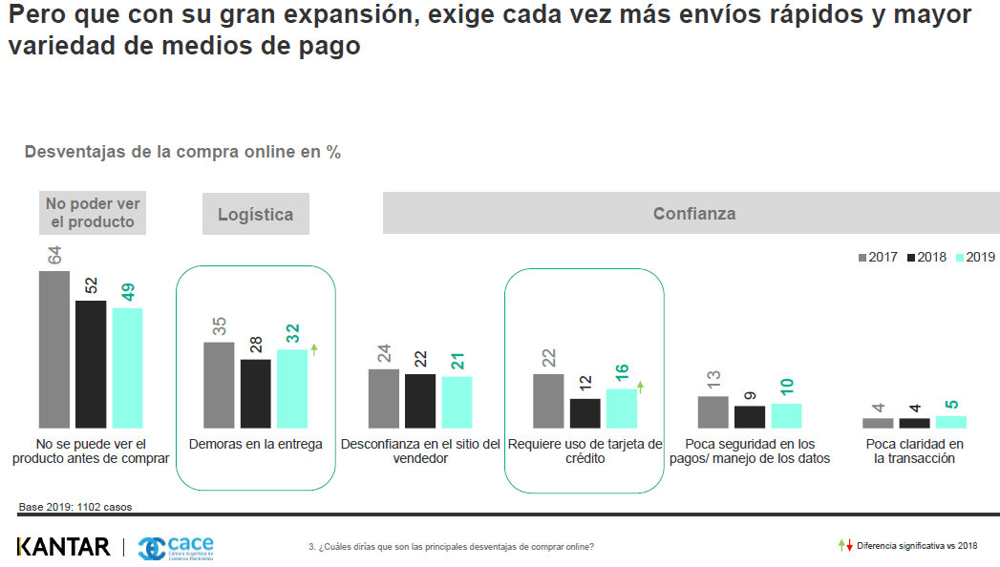 Pero que con su gran expansión, exige cada vez más envíos rápidos y mayor
variedad de medios de pago
Desventajas de la compra online en %
No poder ver
el producto
Logística
Confianza
2017 2018 2019
64
52
49
35
28
32
24
22
21
22
12
16
13
9
10
4
4
5
No se puede ver el
producto antes de comprar
Demoras en la entrega
Desconfianza en el sitio del
vendedor
Requiere uso de tarjeta de
crédito
Poca seguridad en los
pagos/ manejo de los datos
Poca claridad en
la transacción
Base 2019: 1102 casos
KANTAR
cace
Cámara Argentina de
Comercio Electrónico
3. ¿Cuáles dirías que son las principales desventajas de comprar online?
Diferencia significativa vs 2018